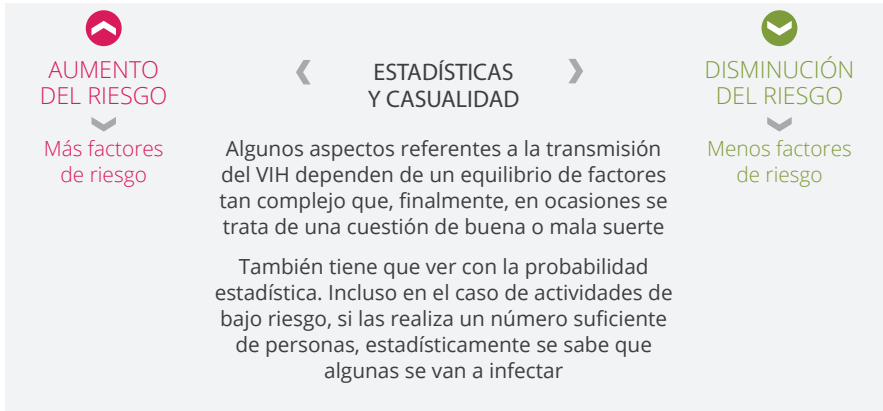 AUMENTO
DEL RIESGO
Más factores
de riesgo
ESTADÍSTICAS
Y CASUALIDAD
Algunos aspectos referentes a la transmisión
del VIH dependen de un equilibrio de factores
tan complejo que, finalmente, en ocasiones se
trata de una cuestión de buena o mala suerte
También tiene que ver con la probabilidad
estadística. Incluso en el caso de actividades de
bajo riesgo, si las realiza un número suficiente
de personas, estadísticamente se sabe que
algunas se van a infectar
DISMINUCIÓN
DEL RIESGO
Menos factores
de riesgo